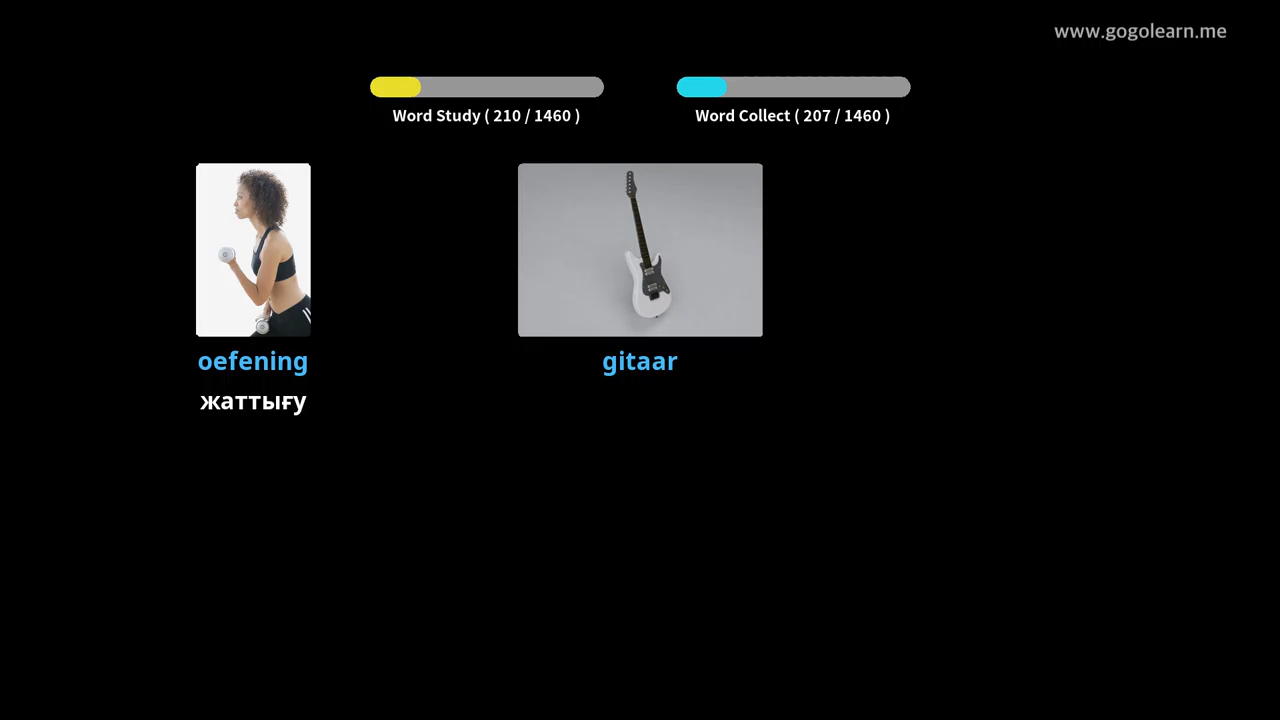 www.gogolearn.me
Word Study ( 210 / 1460 )
Word Collect ( 207 / 1460 )
oefening
gitaar
жаттығу